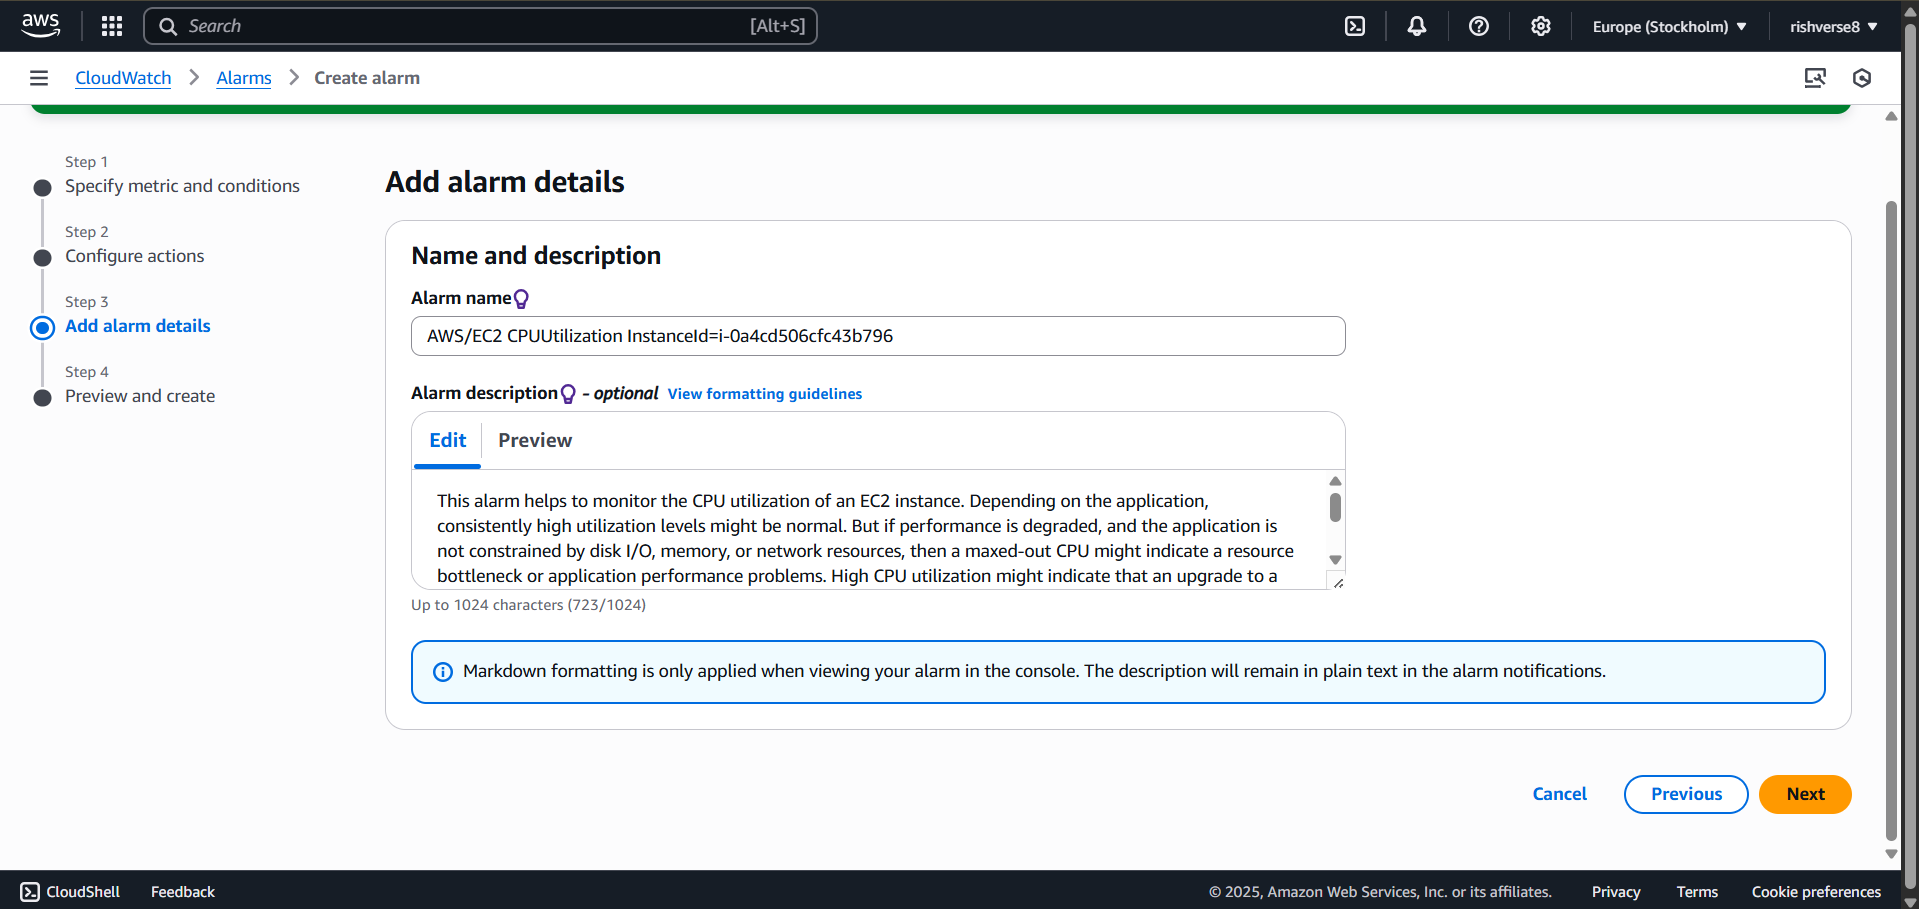 aws
Search [Alt+S]
Europe (Stockholm)
rishverse8
CloudWatch
Alarms
Create alarm
Step 1
Specify metric and conditions
Step 2
Configure actions
Step 3
Add alarm details
Step 4
Preview and create
Add alarm details
Name and description
Alarm name
AWS/EC2 CPUUtilization InstanceId=i-0a4cd506cfc43b796
Alarm description - optional View formatting guidelines
Edit
Preview
This alarm helps to monitor the CPU utilization of an EC2 instance. Depending on the application,
consistently high utilization levels might be normal. But if performance is degraded, and the application is
not constrained by disk I/O, memory, or network resources, then a maxed-out CPU might indicate a resource
bottleneck or application performance problems. High CPU utilization might indicate that an upgrade to a
Up to 1024 characters (723/1024)
Markdown formatting is only applied when viewing your alarm in the console. The description will remain in plain text in the alarm notifications.
Cancel
Previous
Next
CloudShell
Feedback
© 2025, Amazon Web Services, Inc. or its affiliates.
Privacy
Terms
Cookie preferences